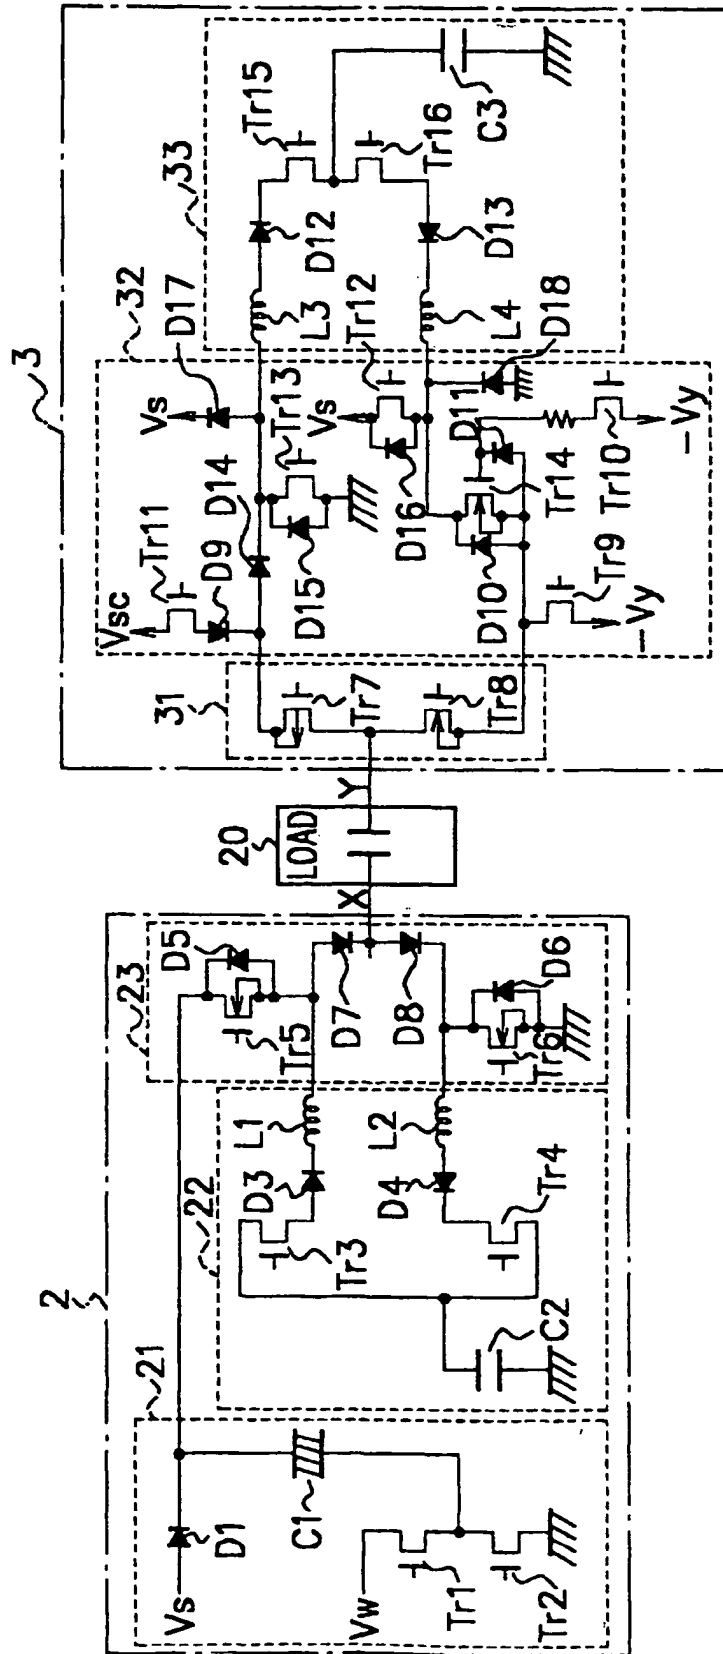 2
21
Vs
D1
C1
Vw
Tr1
Tr2
22
L1
D3
Tr3
L2
D4
Tr4
C2
23
D5
Tr5
D7
D8
D6
Tr6
20
LOAD
X
Y
3
31
Tr7
Tr8
32
Vsc
Tr11
D9
D14
Vs
D17
Tr13
D15
Vs
Tr12
D16
D18
D11
Tr14
D10
Tr9
-Vy
Tr10
-Vy
33
L3
D12
Tr15
L4
D13
Tr16
C3